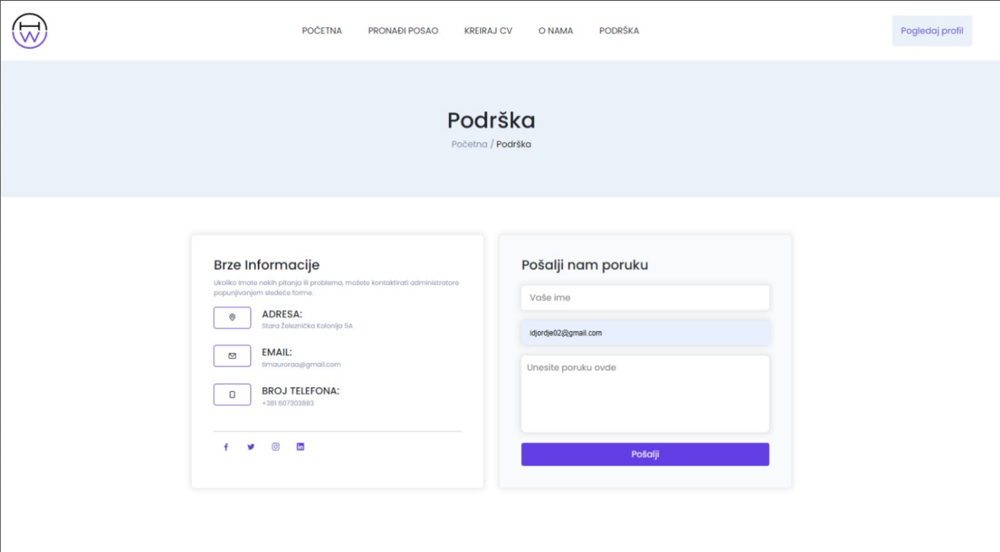 POČETNA PRONAĐI POSAO KREIRAJ CV O NAMA PODRŠKA Pogledaj profil
Podrška
Početna / Podrška
Brze Informacije
Ukoliko imate nekih pitanja ili problema, možete kontaktirati administratore
popunjivanjem sledeće forme.
ADRESA:
Stara Železnička Kolonija 5A
EMAIL:
timauroraa@gmail.com
BROJ TELEFONA:
+381 607303883
Pošalji nam poruku
Vaše ime
idjordje02@gmail.com
Unesite poruku ovde
Pošalji